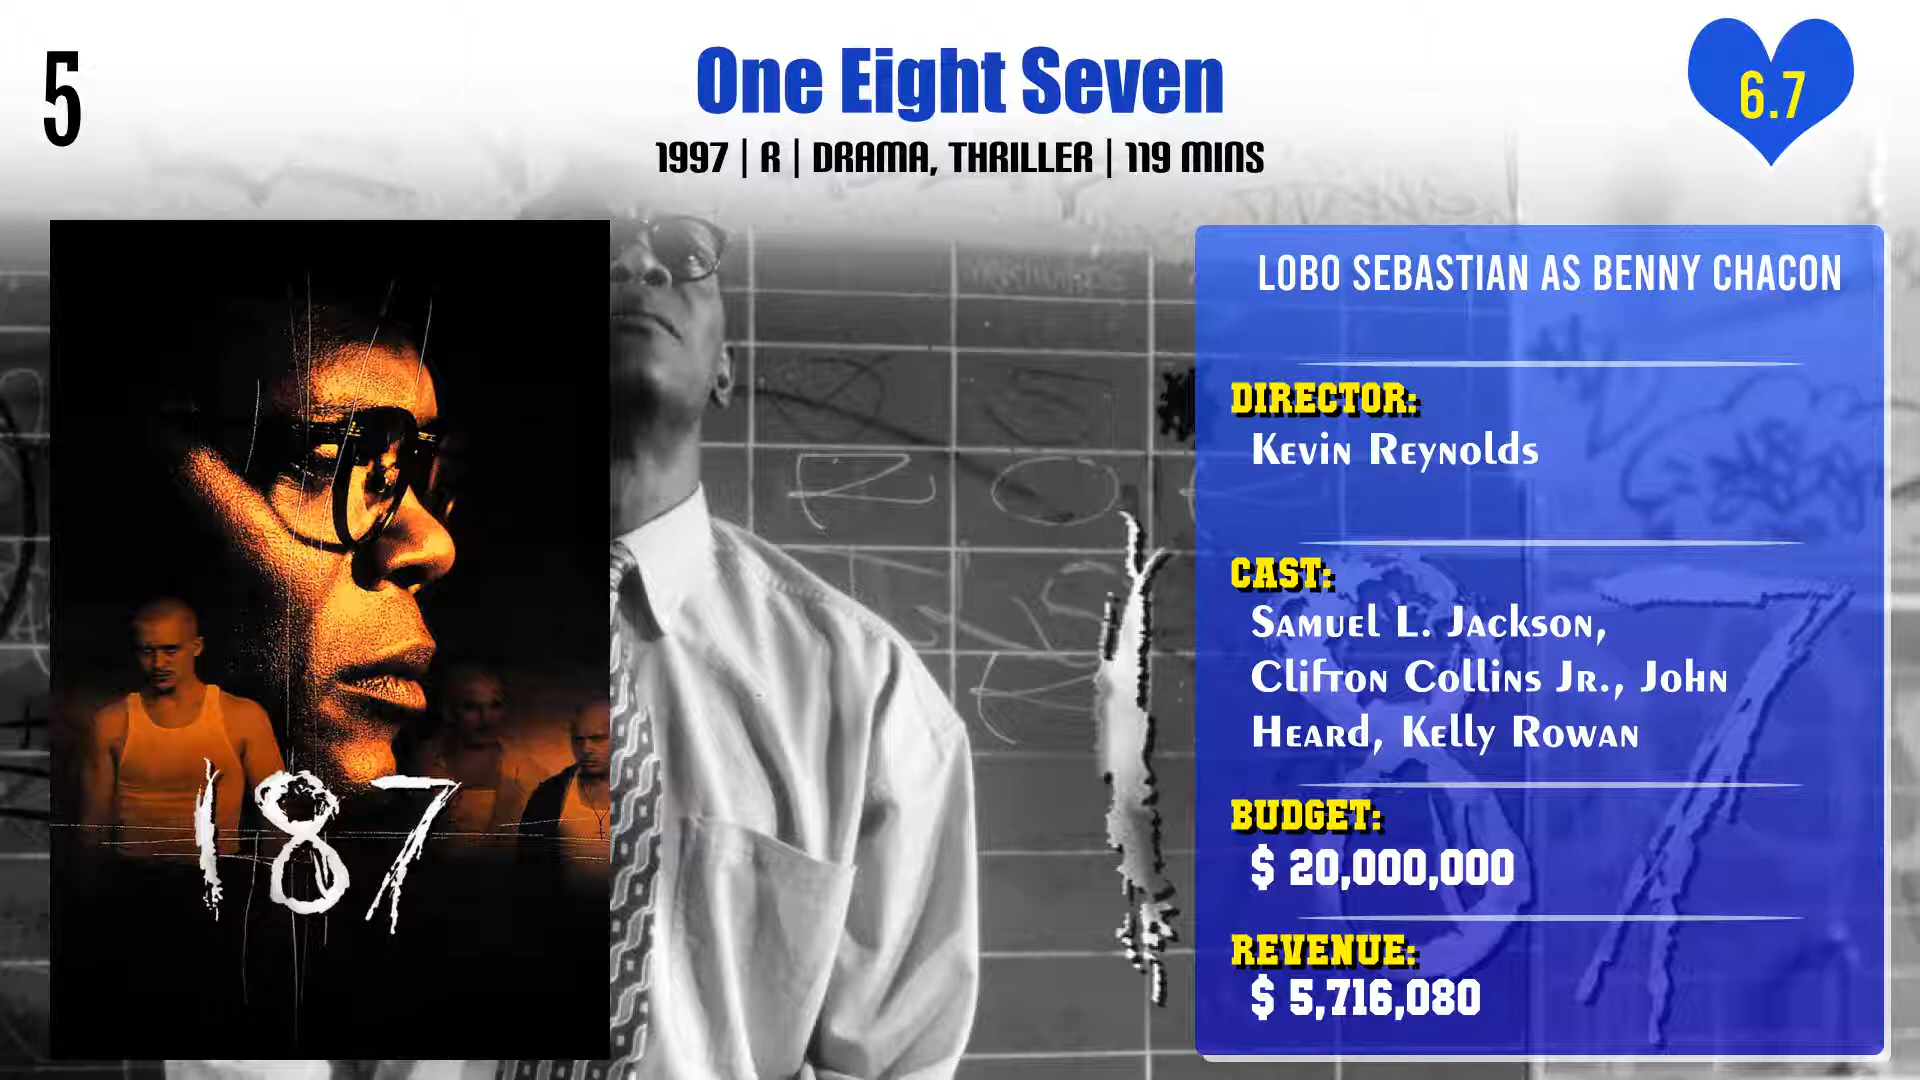 5
One Eight Seven
6.7
1997 | R | DRAMA, THRILLER | 119 MINS
LOBO SEBASTIAN AS BENNY CHACON
DIRECTOR:
Kevin Reynolds
CAST:
Samuel L. Jackson,
Clifton Collins Jr., John
Heard, Kelly Rowan
BUDGET:
$ 20,000,000
REVENUE:
$ 5,716,080
187